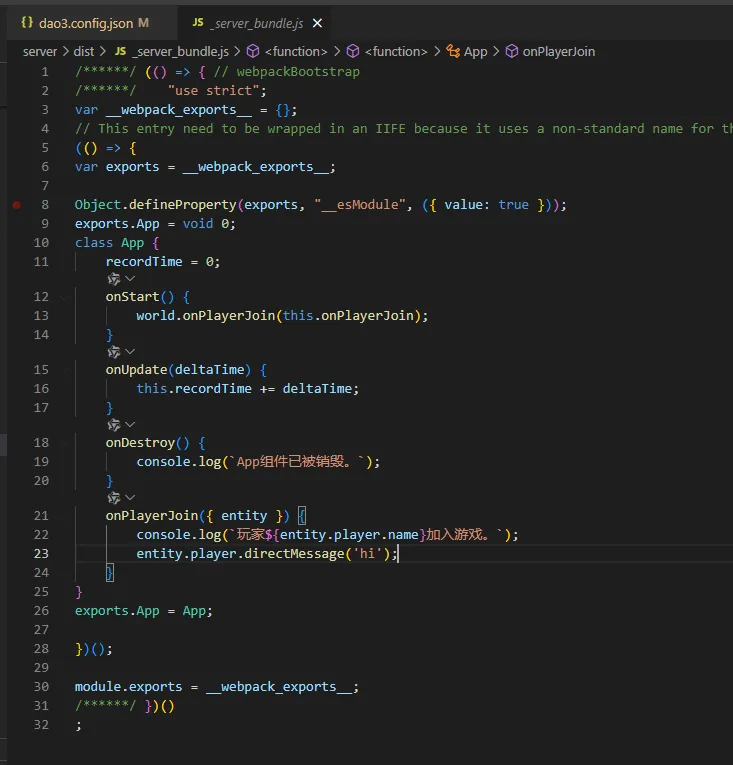 {} dao3.config.json M JS _server_bundle.js ×
server > dist > JS _server_bundle.js > <function> > <function> > App > onPlayerJoin
1 /******/ (() => { // webpackBootstrap
2 /******/ "use strict";
3 var __webpack_exports__ = {};
4 // This entry need to be wrapped in an IIFE because it uses a non-standard name for th
5 (() => {
6 var exports = __webpack_exports__;
7
8 Object.defineProperty(exports, "__esModule", ({ value: true }));
9 exports.App = void 0;
10 class App {
11 recordTime = 0;
12 onStart() {
13 world.onPlayerJoin(this.onPlayerJoin);
14 }
15 onUpdate(deltaTime) {
16 this.recordTime += deltaTime;
17 }
18 onDestroy() {
19 console.log(`App组件已被销毁。`);
20 }
21 onPlayerJoin({ entity }) {
22 console.log(`玩家${entity.player.name}加入游戏。`);
23 entity.player.directMessage('hi');
24 }
25 }
26 exports.App = App;
27
28 })();
29
30 module.exports = __webpack_exports__;
31 /******/ })()
32 ;